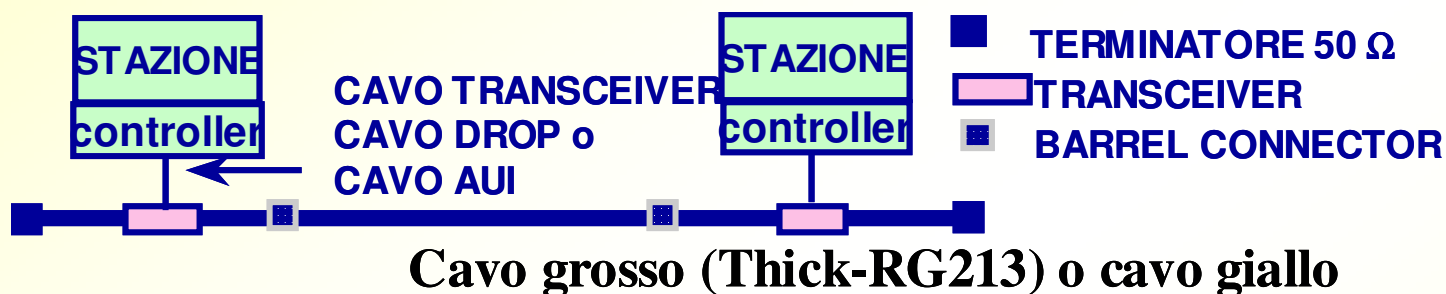 STAZIONE
controller
CAVO TRANSCEIVER
CAVO DROP o
CAVO AUI
STAZIONE
controller
TERMINATORE 50 Ω
TRANSCEIVER
BARREL CONNECTOR
Cavo grosso (Thick-RG213) o cavo giallo